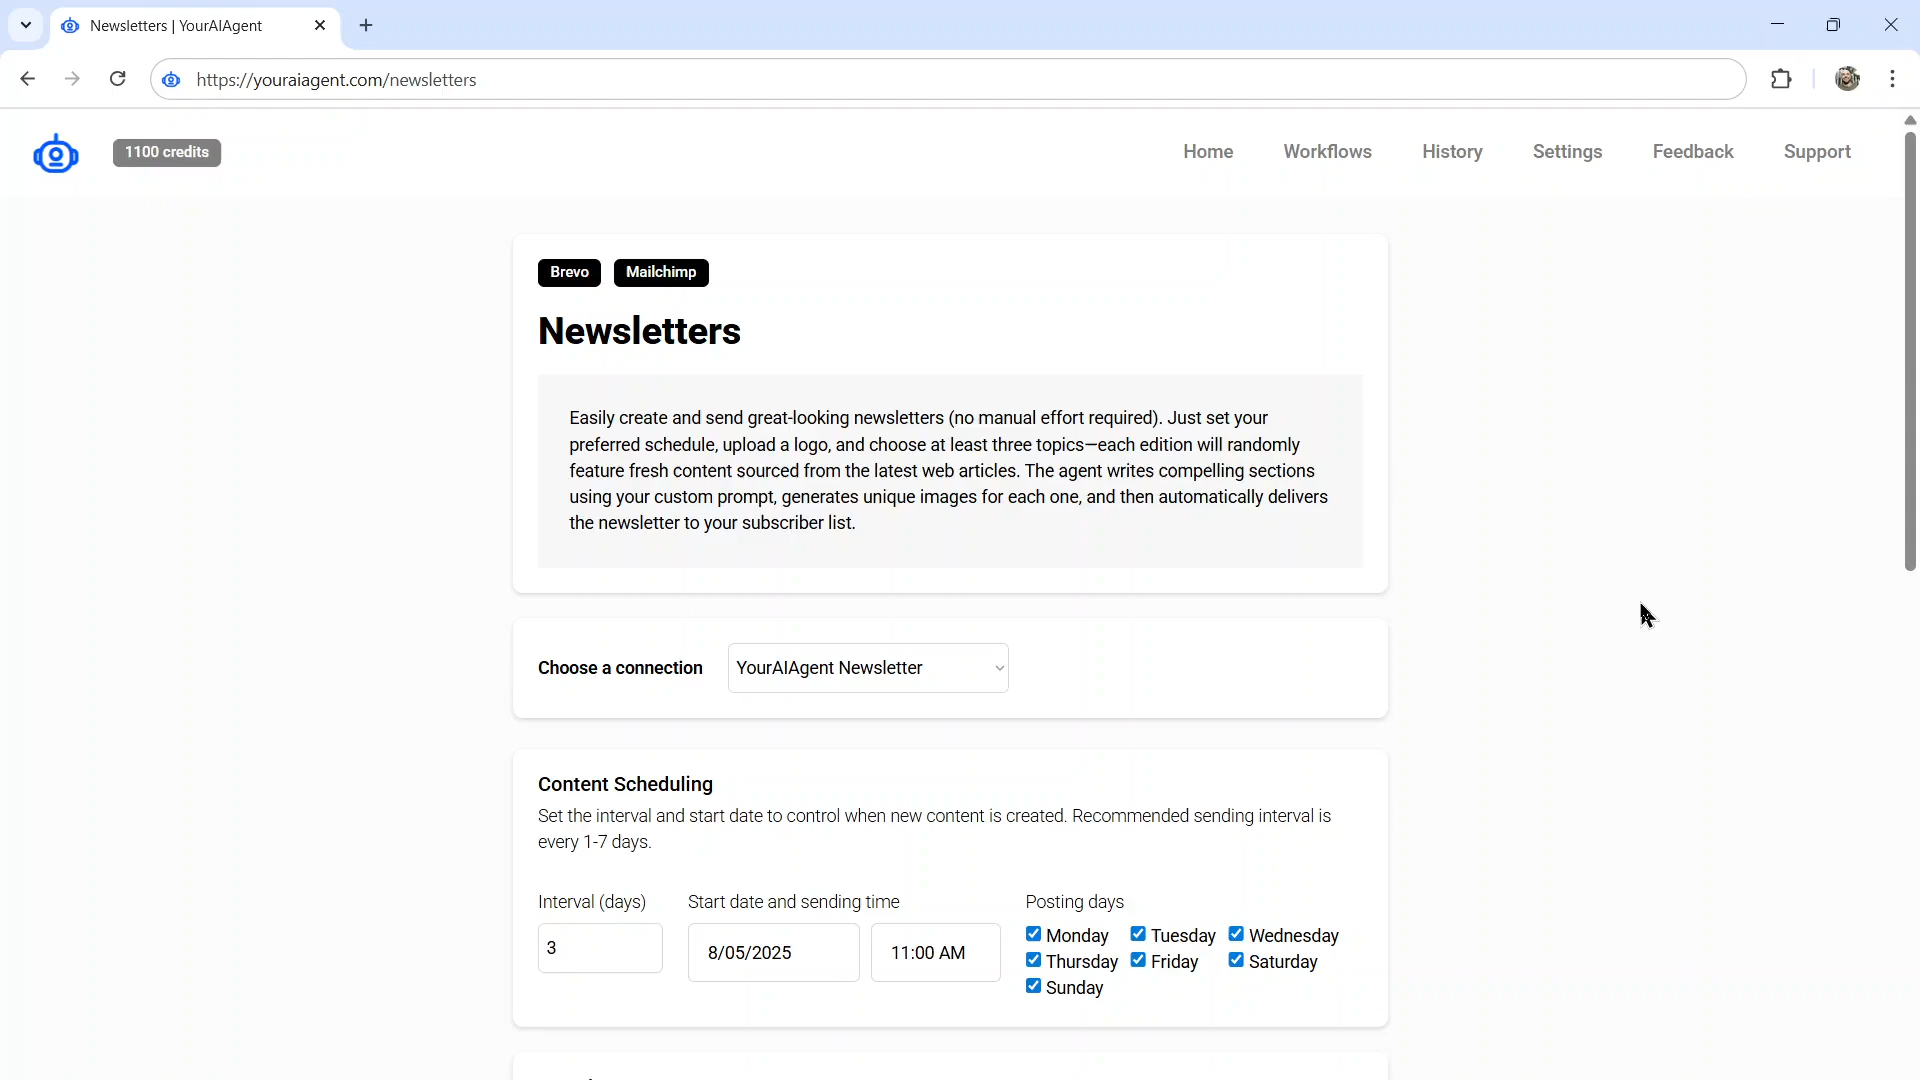 Newsletters | YourAIAgent
https://youraiagent.com/newsletters
1100 credits
Home Workflows History Settings Feedback Support
Brevo Mailchimp
Newsletters
Easily create and send great-looking newsletters (no manual effort required). Just set your
preferred schedule, upload a logo, and choose at least three topics—each edition will randomly
feature fresh content sourced from the latest web articles. The agent writes compelling sections
using your custom prompt, generates unique images for each one, and then automatically delivers
the newsletter to your subscriber list.
Choose a connection YourAIAgent Newsletter
Content Scheduling
Set the interval and start date to control when new content is created. Recommended sending interval is
every 1-7 days.
Interval (days) Start date and sending time Posting days
3 8/05/2025 11:00 AM
Monday Tuesday Wednesday
Thursday Friday Saturday
Sunday